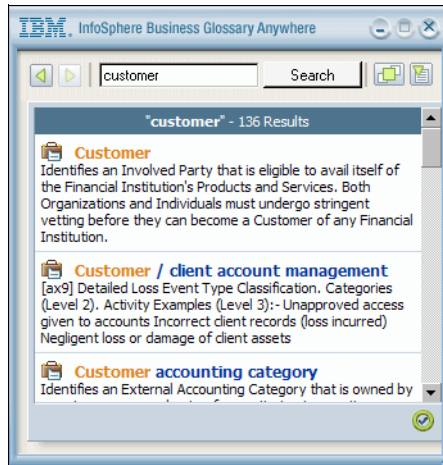 IBM. InfoSphere Business Glossary Anywhere
customer Search
"customer" - 136 Results
Customer
Identifies an Involved Party that is eligible to avail itself of
the Financial Institution's Products and Services. Both
Organizations and Individuals must undergo stringent
vetting before they can become a Customer of any Financial
Institution.
Customer / client account management
[ax9] Detailed Loss Event Type Classification. Categories
(Level 2). Activity Examples (Level 3):- Unapproved access
given to accounts Incorrect client records (loss incurred)
Negligent loss or damage of client assets
Customer accounting category
Identifies an External Accounting Category that is owned by